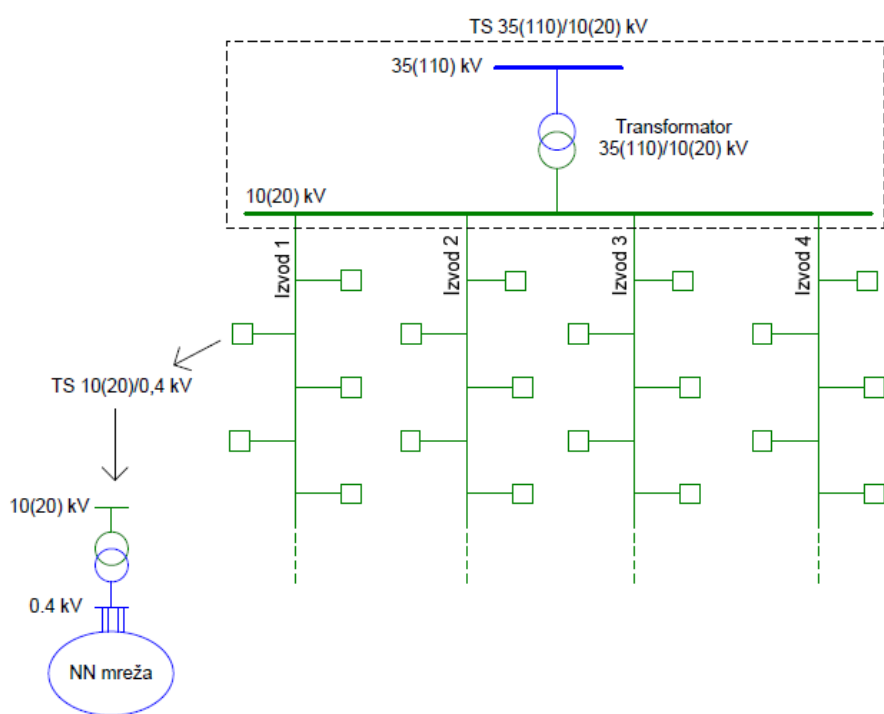 TS 35(110)/10(20) kV
35(110) kV
Transformator
35(110)/10(20) kV
10(20) kV
Izvod 1
Izvod 2
Izvod 3
Izvod 4
TS 10(20)/0,4 kV
10(20) kV
0.4 kV
NN mreža